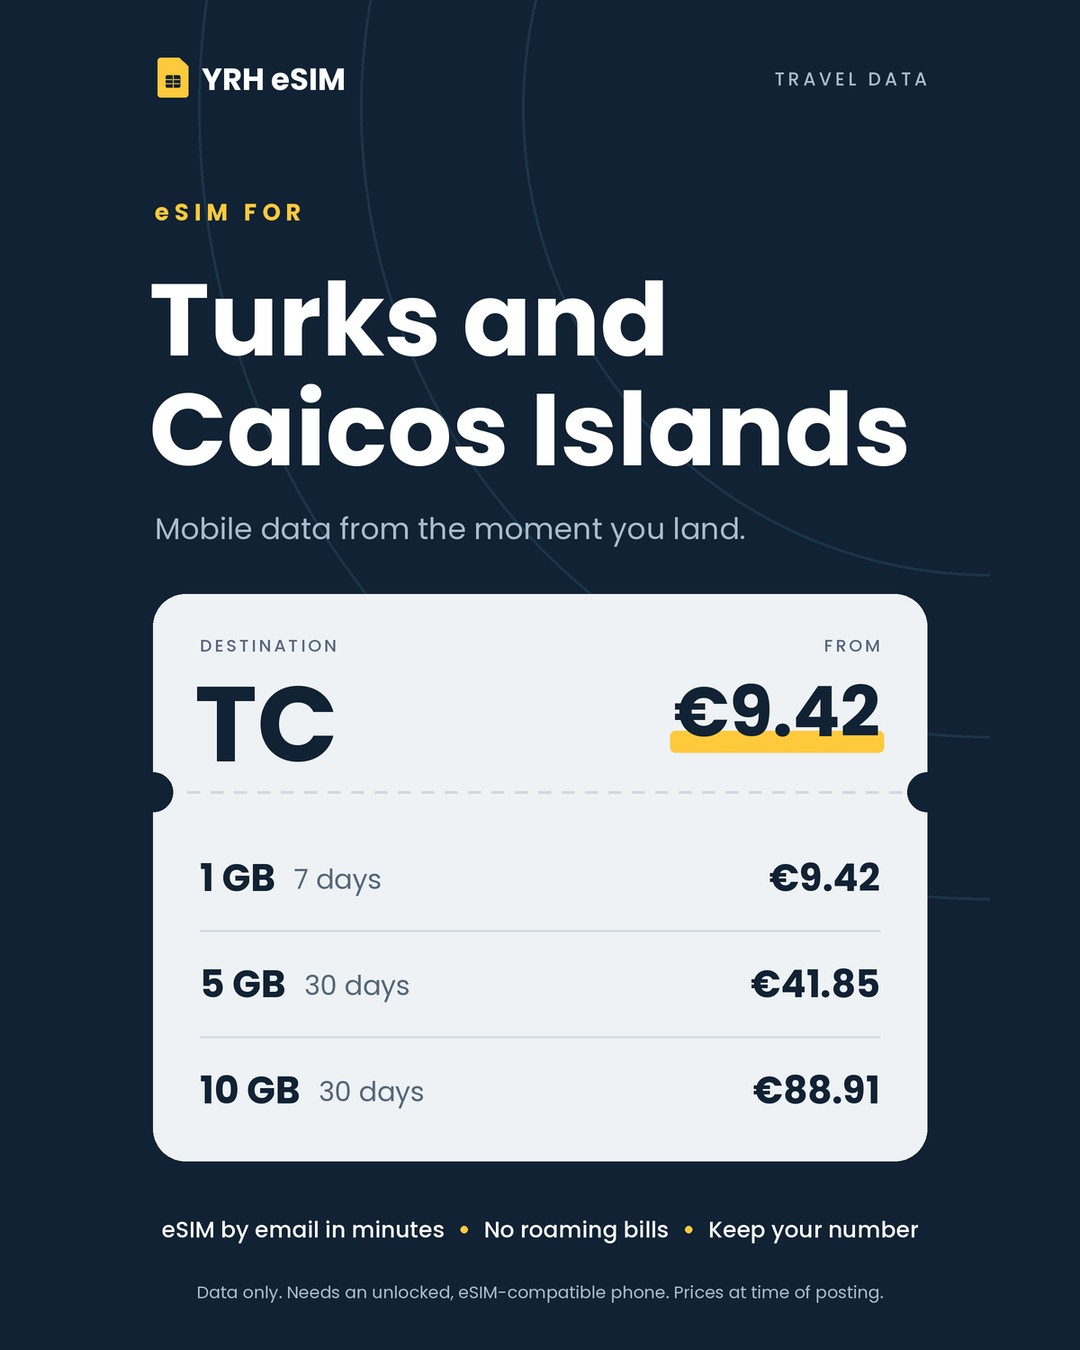 YRH eSIM
TRAVEL DATA
eSIM FOR
Turks and
Caicos Islands
Mobile data from the moment you land.
DESTINATION
FROM
TC
€9.42
1 GB 7 days
€9.42
5 GB 30 days
€41.85
10 GB 30 days
€88.91
eSIM by email in minutes • No roaming bills • Keep your number
Data only. Needs an unlocked, eSIM-compatible phone. Prices at time of posting.